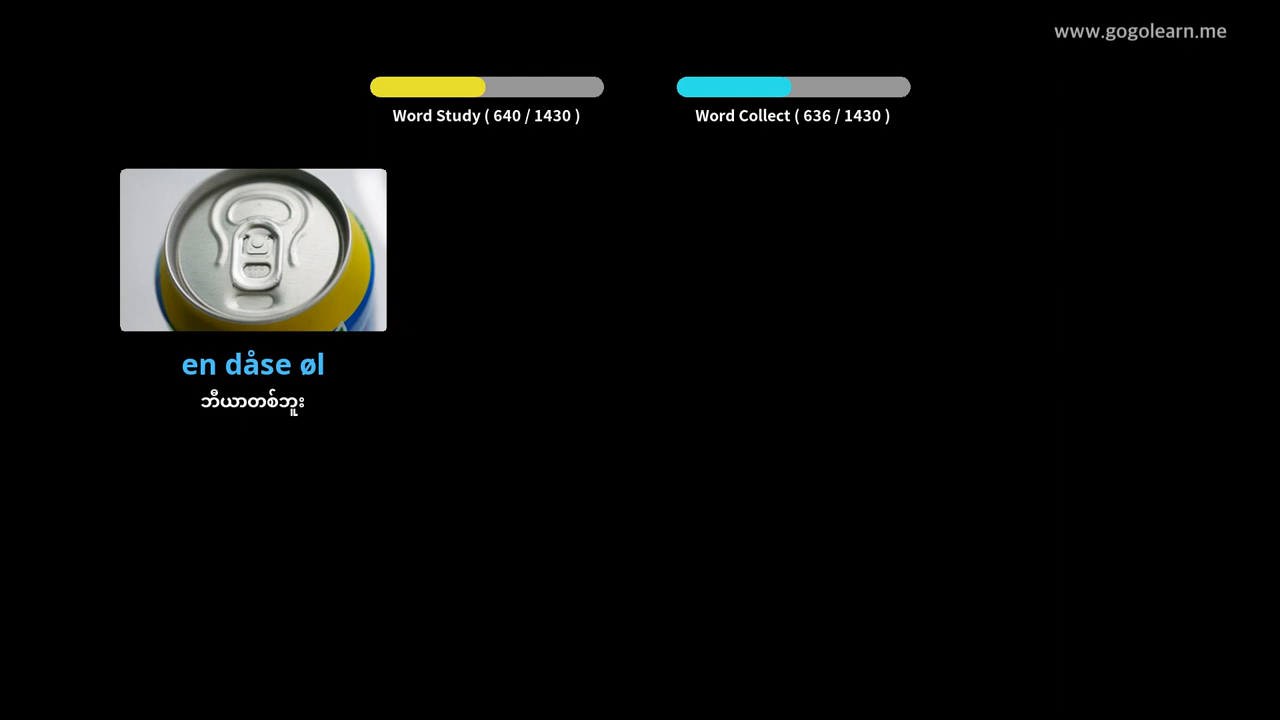 www.gogolearn.me
Word Study ( 640 / 1430 )
Word Collect ( 636 / 1430 )
en dåse øl
ဘီယာတစ်ဘူး